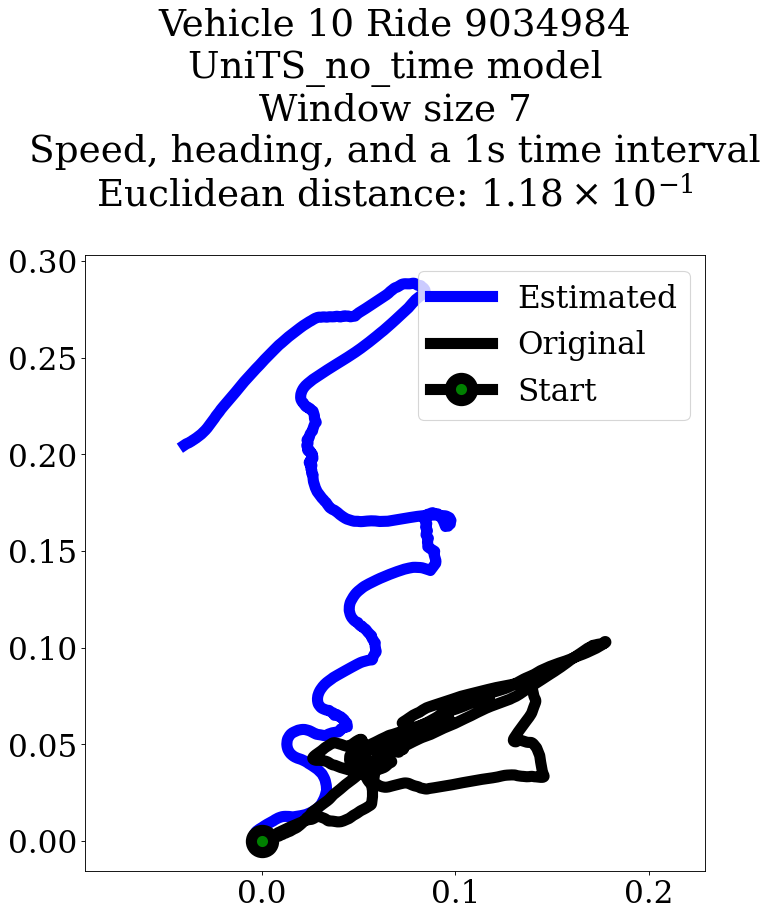 Vehicle 10 Ride 9034984
UniTS_no_time model
Window size 7
Speed, heading, and a 1s time interval
Euclidean distance: 1.18 × 10⁻¹
0.30
Estimated
Original
Start
0.25
0.20
0.15
0.10
0.05
0.00
0.0 0.1 0.2